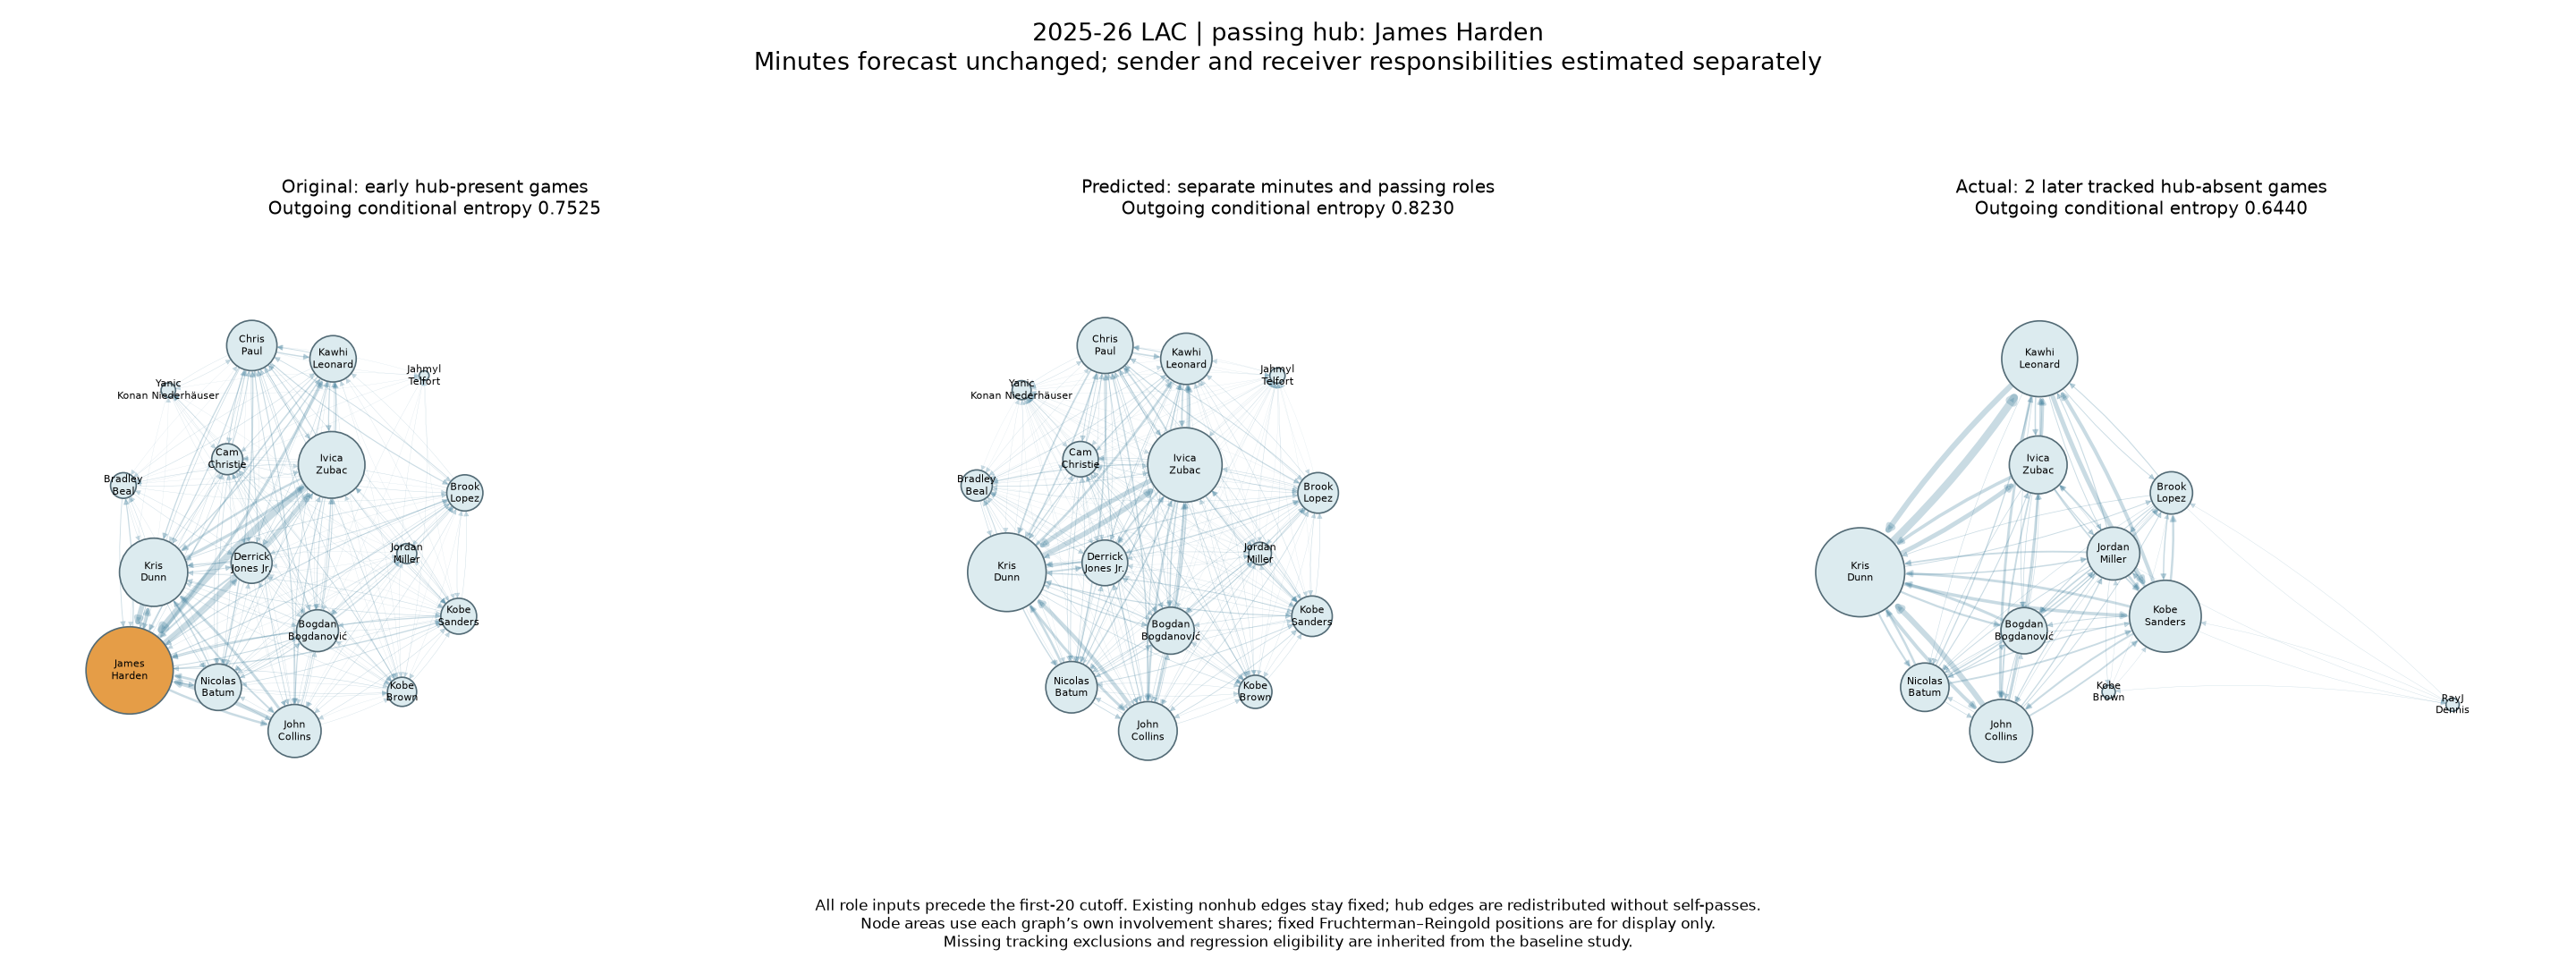 2025-26 LAC | passing hub: James Harden
Minutes forecast unchanged; sender and receiver responsibilities estimated separately
Original: early hub-present games
Outgoing conditional entropy 0.7525
Chris
Paul
Kawhi
Leonard
Jahmyl
Telfort
Yanic
Konan Niederhäuser
Cam
Christie
Ivica
Zubac
Bradley
Beal
Brook
Lopez
Kris
Dunn
Derrick
Jones Jr.
Jordan
Miller
Bogdan
Bogdanović
Kobe
Sanders
James
Harden
Nicolas
Batum
Kobe
Brown
John
Collins
Predicted: separate minutes and passing roles
Outgoing conditional entropy 0.8230
Chris
Paul
Kawhi
Leonard
Jahmyl
Telfort
Yanic
Konan Niederhäuser
Cam
Christie
Ivica
Zubac
Bradley
Beal
Brook
Lopez
Kris
Dunn
Derrick
Jones Jr.
Jordan
Miller
Bogdan
Bogdanović
Kobe
Sanders
Nicolas
Batum
Kobe
Brown
John
Collins
Actual: 2 later tracked hub-absent games
Outgoing conditional entropy 0.6440
Kawhi
Leonard
Ivica
Zubac
Brook
Lopez
Kris
Dunn
Jordan
Miller
Bogdan
Bogdanović
Kobe
Sanders
Nicolas
Batum
Kobe
Brown
RayJ
Dennis
John
Collins
All role inputs precede the first-20 cutoff. Existing nonhub edges stay fixed; hub edges are redistributed without self-passes.
Node areas use each graph’s own involvement shares; fixed Fruchterman–Reingold positions are for display only.
Missing tracking exclusions and regression eligibility are inherited from the baseline study.